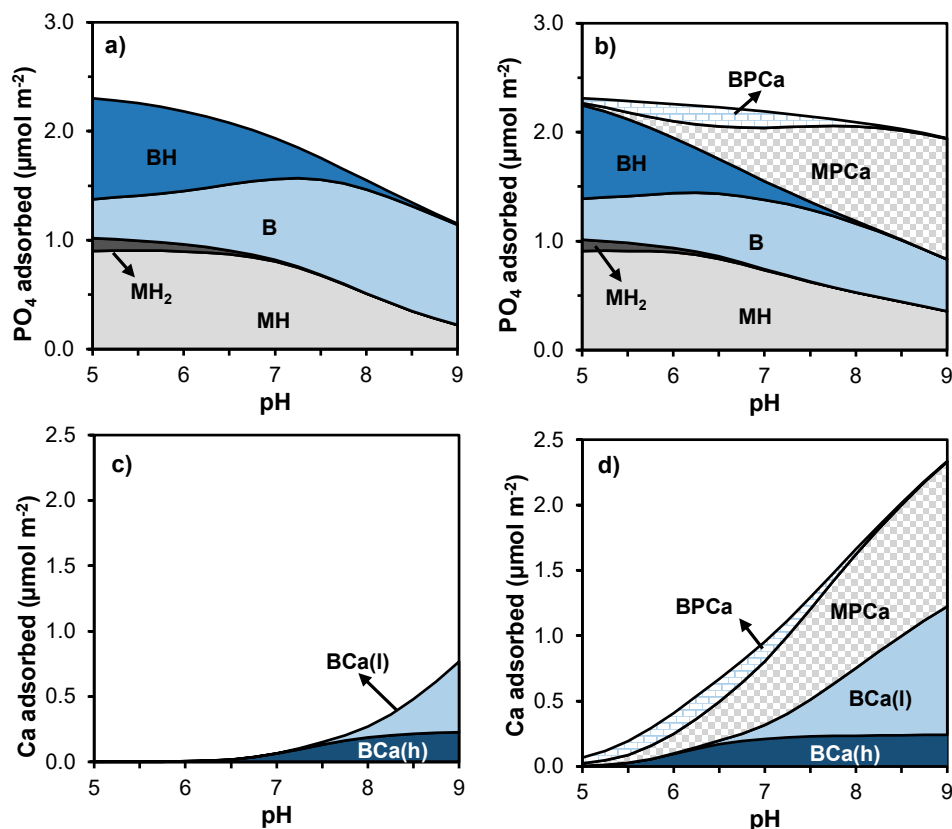 a)
PO₄ adsorbed (µmol m⁻²)
3.0
2.0
1.0
0.0
BH
B
MH₂
MH
5 6 7 8 9
pH
b)
PO₄ adsorbed (µmol m⁻²)
3.0
2.0
1.0
0.0
BPCa
BH
MPCa
B
MH₂
MH
5 6 7 8 9
pH
c)
Ca adsorbed (µmol m⁻²)
2.5
2.0
1.5
1.0
0.5
0.0
BCa(l)
BCa(h)
5 6 7 8 9
pH
d)
Ca adsorbed (µmol m⁻²)
2.5
2.0
1.5
1.0
0.5
0.0
BPCa
MPCa
BCa(l)
BCa(h)
5 6 7 8 9
pH